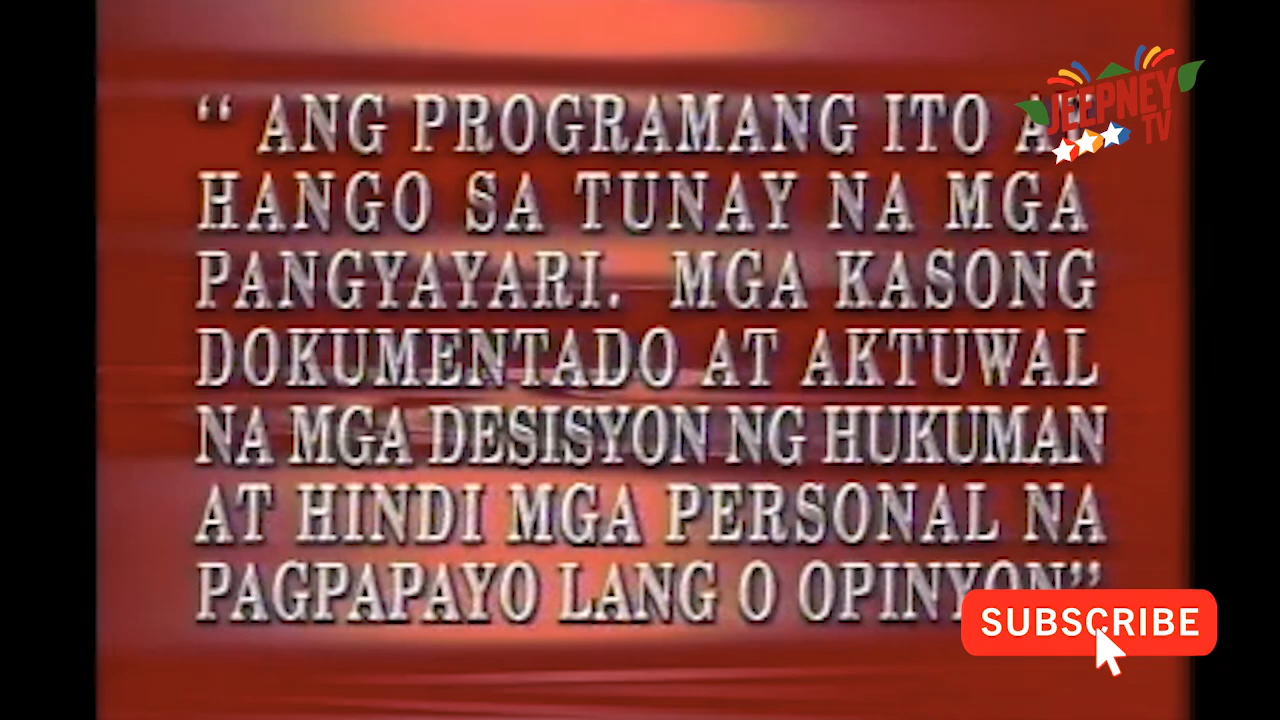 “ ANG PROGRAMANG ITO AY
HANGO SA TUNAY NA MGA
PANGYAYARI. MGA KASONG
DOKUMENTADO AT AKTUWAL
NA MGA DESISYON NG HUKUMAN
AT HINDI MGA PERSONAL NA
PAGPAPAYO LANG O OPINYON”
JEEPNEY
TV
SUBSCRIBE